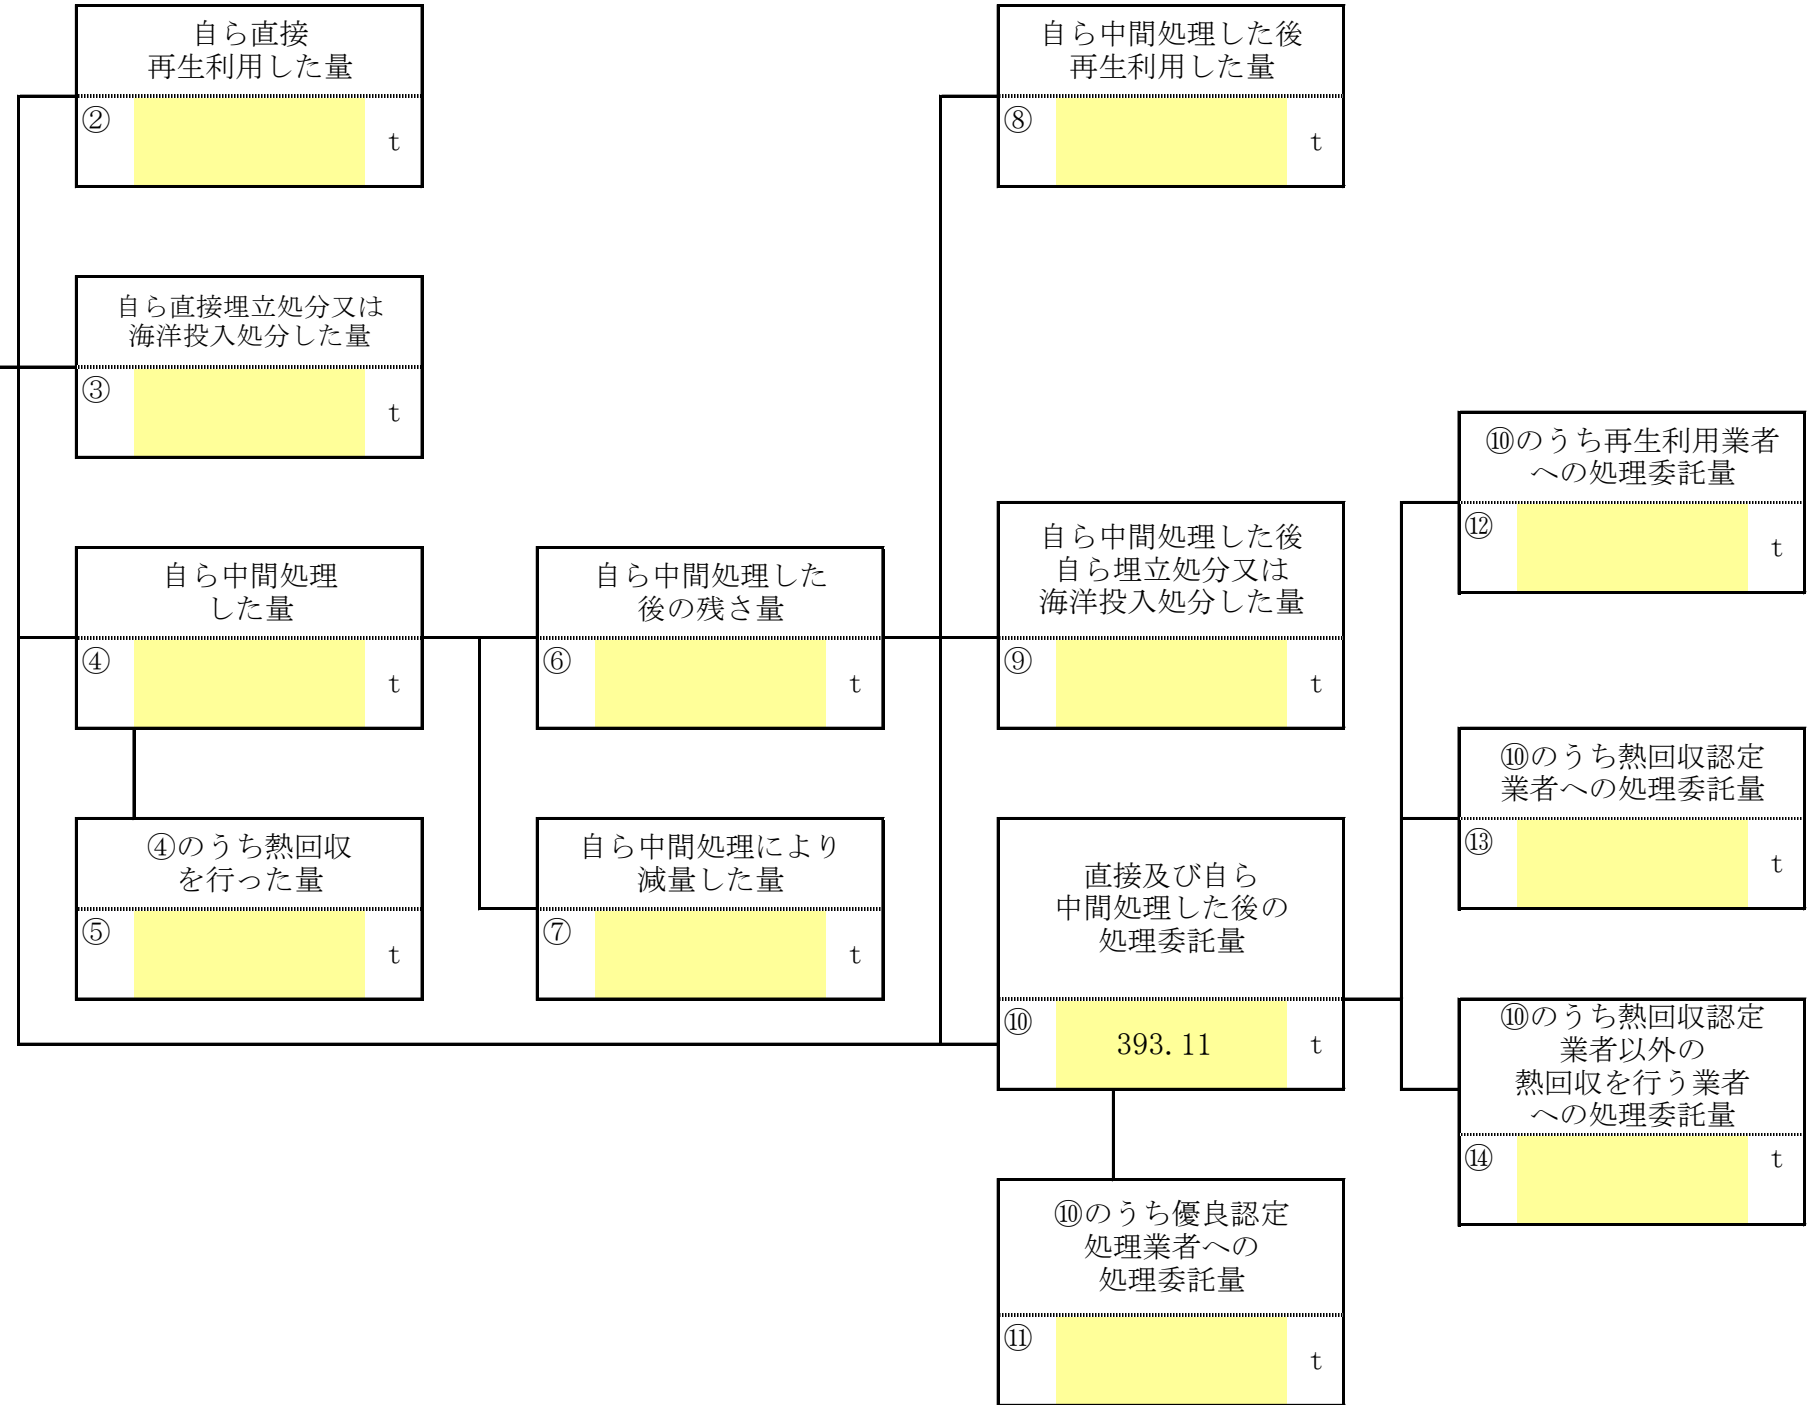 自ら直接
再生利用した量
②
t
自ら中間処理した後
再生利用した量
⑧
t
自ら直接埋立処分又は
海洋投入処分した量
③
t
⑩のうち再生利用業者
への処理委託量
⑫
t
自ら中間処理
した量
④
t
自ら中間処理した
後の残さ量
⑥
t
自ら中間処理した後
自ら埋立処分又は
海洋投入処分した量
⑨
t
⑩のうち熱回収認定
業者への処理委託量
⑬
t
④のうち熱回収
を行った量
⑤
t
自ら中間処理により
減量した量
⑦
t
直接及び自ら
中間処理した後の
処理委託量
⑩ 393.11 t
⑩のうち熱回収認定
業者以外の
熱回収を行う業者
への処理委託量
⑭
t
⑩のうち優良認定
処理業者への
処理委託量
⑪
t